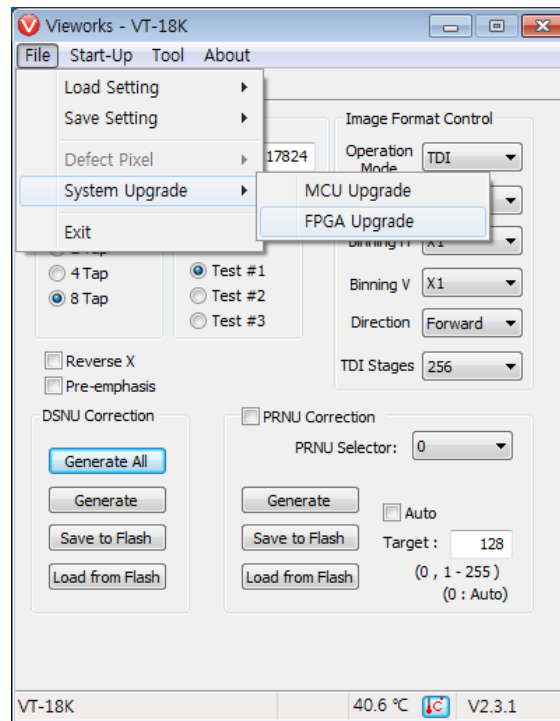 Vieworks - VT-18K
File Start-Up Tool About
Load Setting
Save Setting
Defect Pixel
System Upgrade
Exit
MCU Upgrade
FPGA Upgrade
17824
Image Format Control
Operation Mode TDI
X1
Binning V X1
Direction Forward
TDI Stages 256
4 Tap
8 Tap
Test #1
Test #2
Test #3
Reverse X
Pre-emphasis
DSNU Correction
Generate All
Generate
Save to Flash
Load from Flash
PRNU Correction
PRNU Selector: 0
Generate
Save to Flash
Load from Flash
Auto
Target : 128
(0 , 1 - 255 )
(0 : Auto)
VT-18K 40.6 ℃ V2.3.1